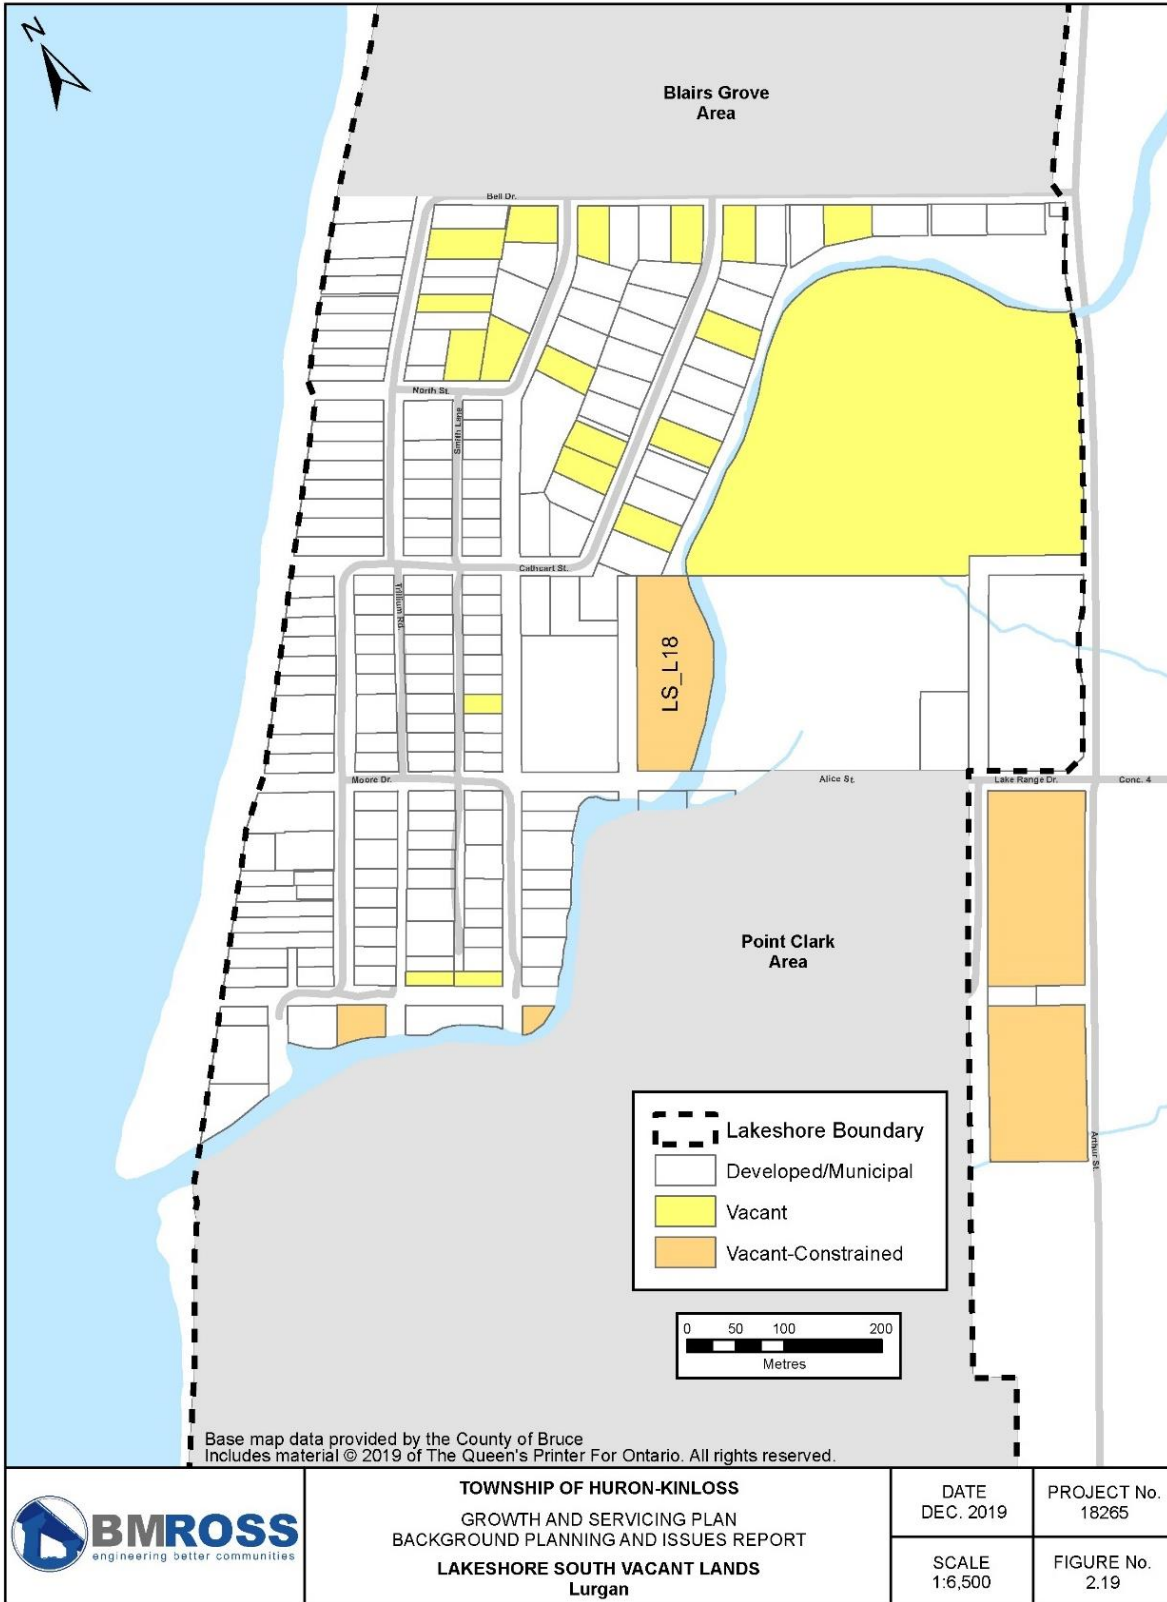 N
Blairs Grove
Area
Bell Dr.
North St.
Smith Lane
Cathcart St.
Trillium Rd.
LS_L18
Moore Dr.
Alice St.
Lake Range Dr.
Conc. 4
Point Clark
Area
Arthur St.
Lakeshore Boundary
Developed/Municipal
Vacant
Vacant-Constrained
0 50 100 200
Metres
Base map data provided by the County of Bruce
Includes material © 2019 of The Queen's Printer For Ontario. All rights reserved.
BMROSS
engineering better communities
TOWNSHIP OF HURON-KINLOSS
GROWTH AND SERVICING PLAN
BACKGROUND PLANNING AND ISSUES REPORT
LAKESHORE SOUTH VACANT LANDS
Lurgan
DATE
DEC. 2019
PROJECT No.
18265
SCALE
1:6,500
FIGURE No.
2.19